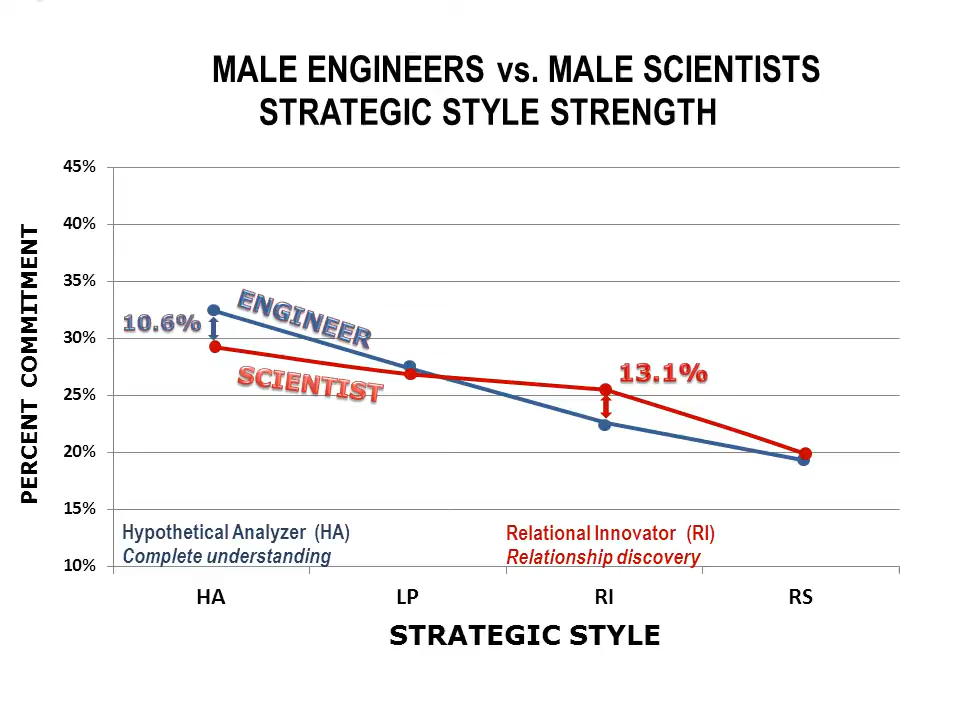 MALE ENGINEERS vs. MALE SCIENTISTS
STRATEGIC STYLE STRENGTH
45%
40%
35%
30%
25%
20%
15%
10%
PERCENT COMMITMENT
ENGINEER
10.6%
SCIENTIST
13.1%
Hypothetical Analyzer (HA)
Complete understanding
Relational Innovator (RI)
Relationship discovery
HA LP RI RS
STRATEGIC STYLE